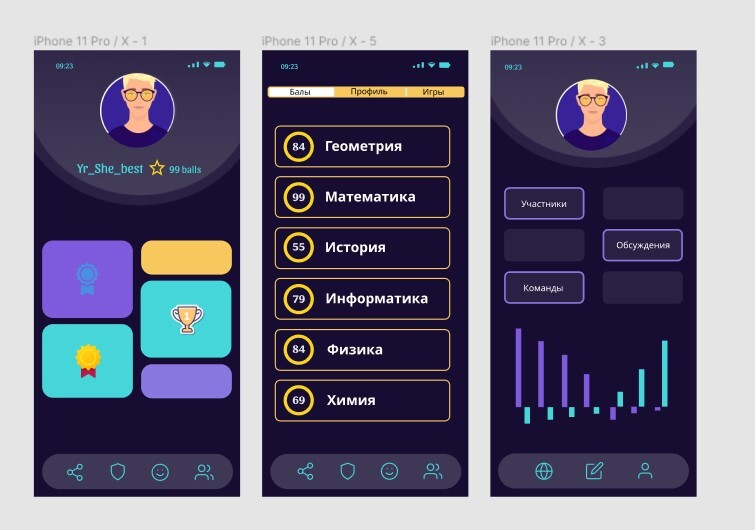 iPhone 11 Pro / X - 1
09:23
Yr_She_best
99 balls
1
iPhone 11 Pro / X - 5
09:23
Балы Профиль Игры
84 Геометрия
99 Математика
55 История
79 Информатика
84 Физика
69 Химия
iPhone 11 Pro / X - 3
09:23
Участники
Обсуждения
Команды